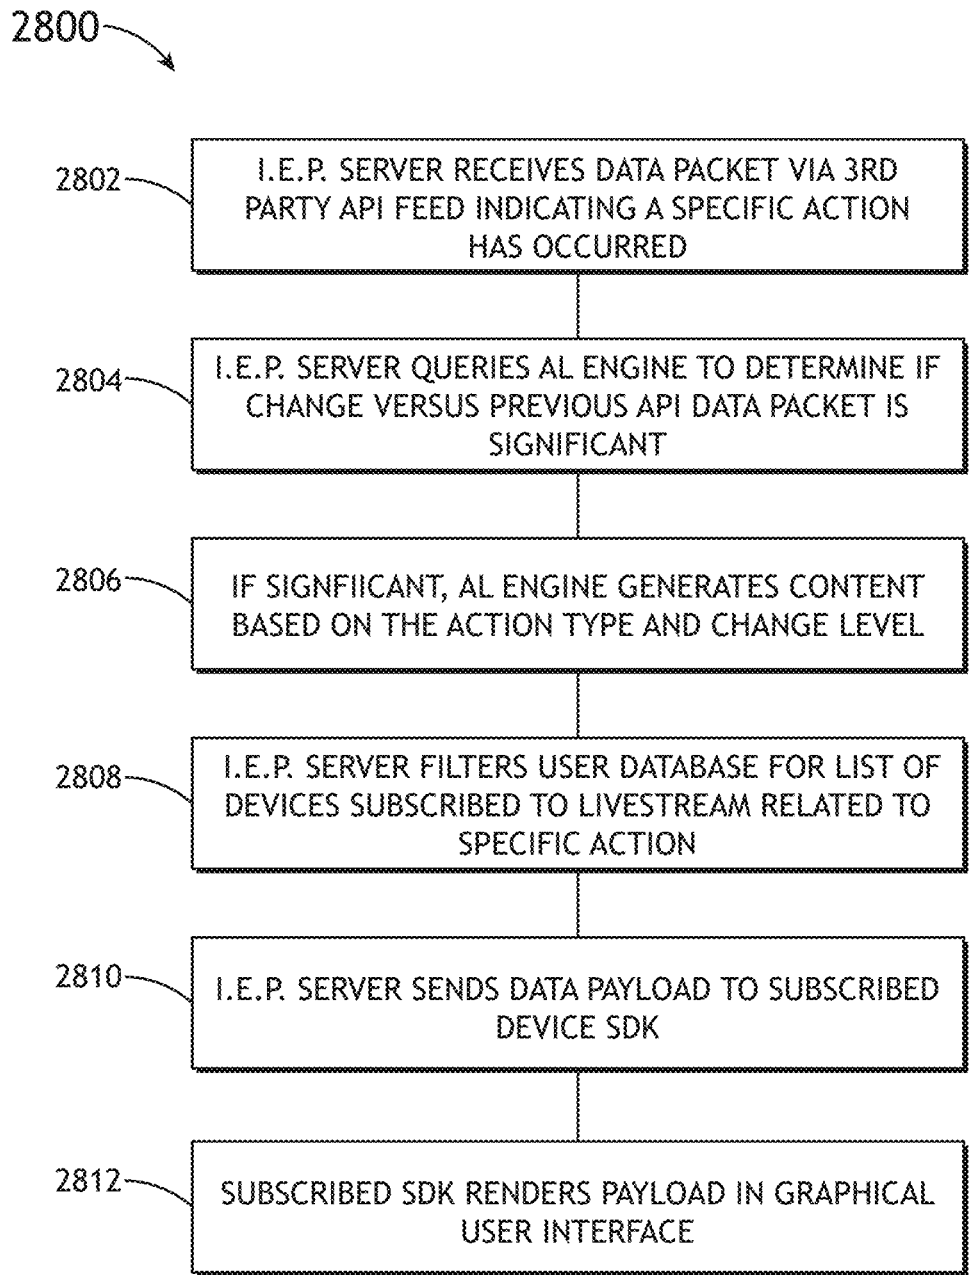 2800
2802
I.E.P. SERVER RECEIVES DATA PACKET VIA 3RD
PARTY API FEED INDICATING A SPECIFIC ACTION
HAS OCCURRED
2804
I.E.P. SERVER QUERIES AL ENGINE TO DETERMINE IF
CHANGE VERSUS PREVIOUS API DATA PACKET IS
SIGNIFICANT
2806
IF SIGNFIICANT, AL ENGINE GENERATES CONTENT
BASED ON THE ACTION TYPE AND CHANGE LEVEL
2808
I.E.P. SERVER FILTERS USER DATABASE FOR LIST OF
DEVICES SUBSCRIBED TO LIVESTREAM RELATED TO
SPECIFIC ACTION
2810
I.E.P. SERVER SENDS DATA PAYLOAD TO SUBSCRIBED
DEVICE SDK
2812
SUBSCRIBED SDK RENDERS PAYLOAD IN GRAPHICAL
USER INTERFACE